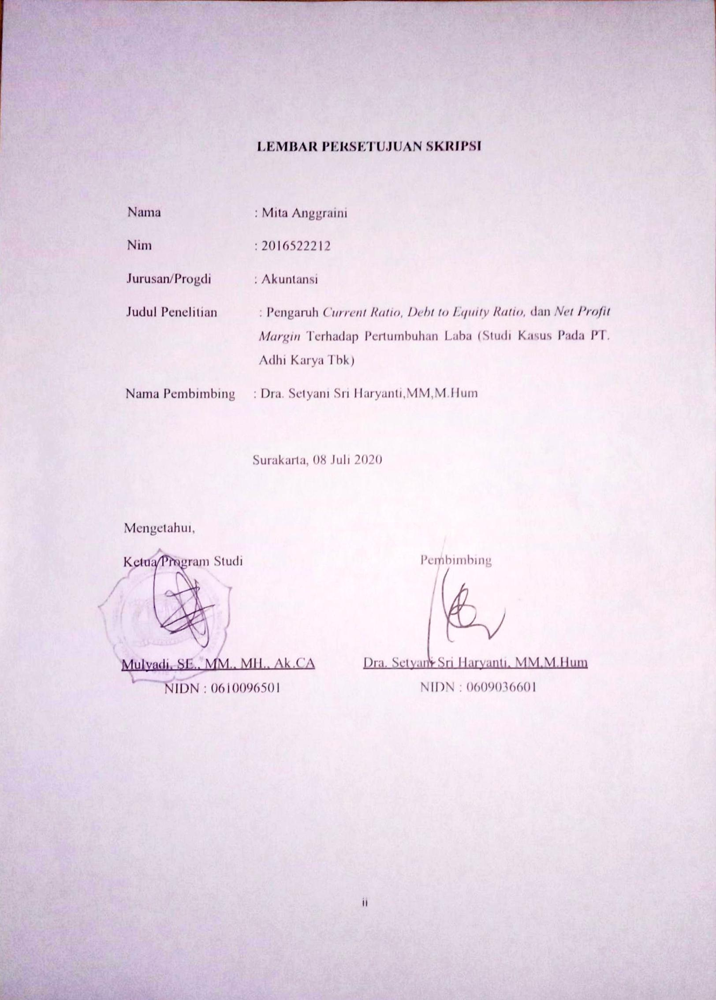 LEMBAR PERSETUJUAN SKRIPSI
Nama : Mita Anggraini
Nim : 2016522212
Jurusan/Progdi : Akuntansi
Judul Penelitian : Pengaruh Current Ratio, Debt to Equity Ratio, dan Net Profit
Margin Terhadap Pertumbuhan Laba (Studi Kasus Pada PT.
Adhi Karya Tbk)
Nama Pembimbing : Dra. Setyani Sri Haryanti,MM,M.Hum
Surakarta, 08 Juli 2020
Mengetahui,
Ketua Program Studi Pembimbing
Mulyadi, SE., MM., MH., Ak.CA Dra. Setyani Sri Haryanti, MM,M.Hum
NIDN : 0610096501 NIDN : 0609036601
ii